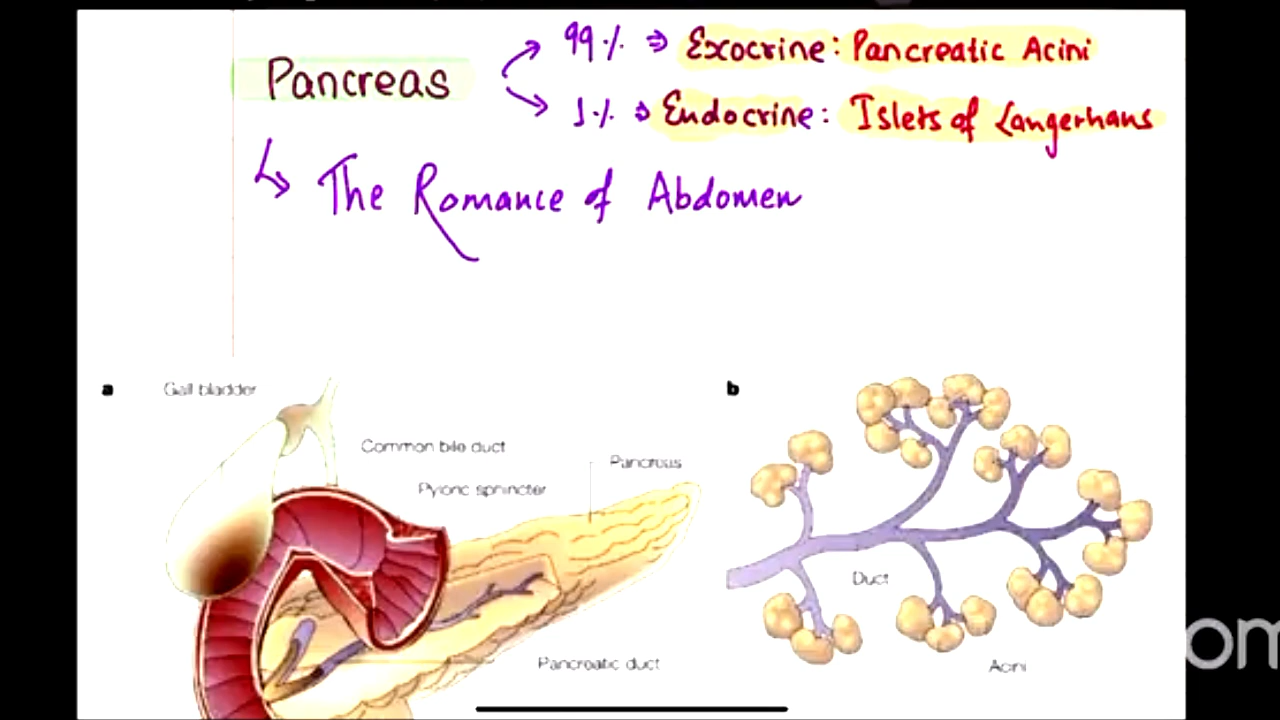 99% ⇒ Exocrine: Pancreatic Acini
Pancreas
1% ⇒ Endocrine: Islets of Langerhans
↳ The Romance of Abdomen
a
Gall bladder
Common bile duct
Pyloric sphincter
Pancreas
Pancreatic duct
b
Duct
Acini
om